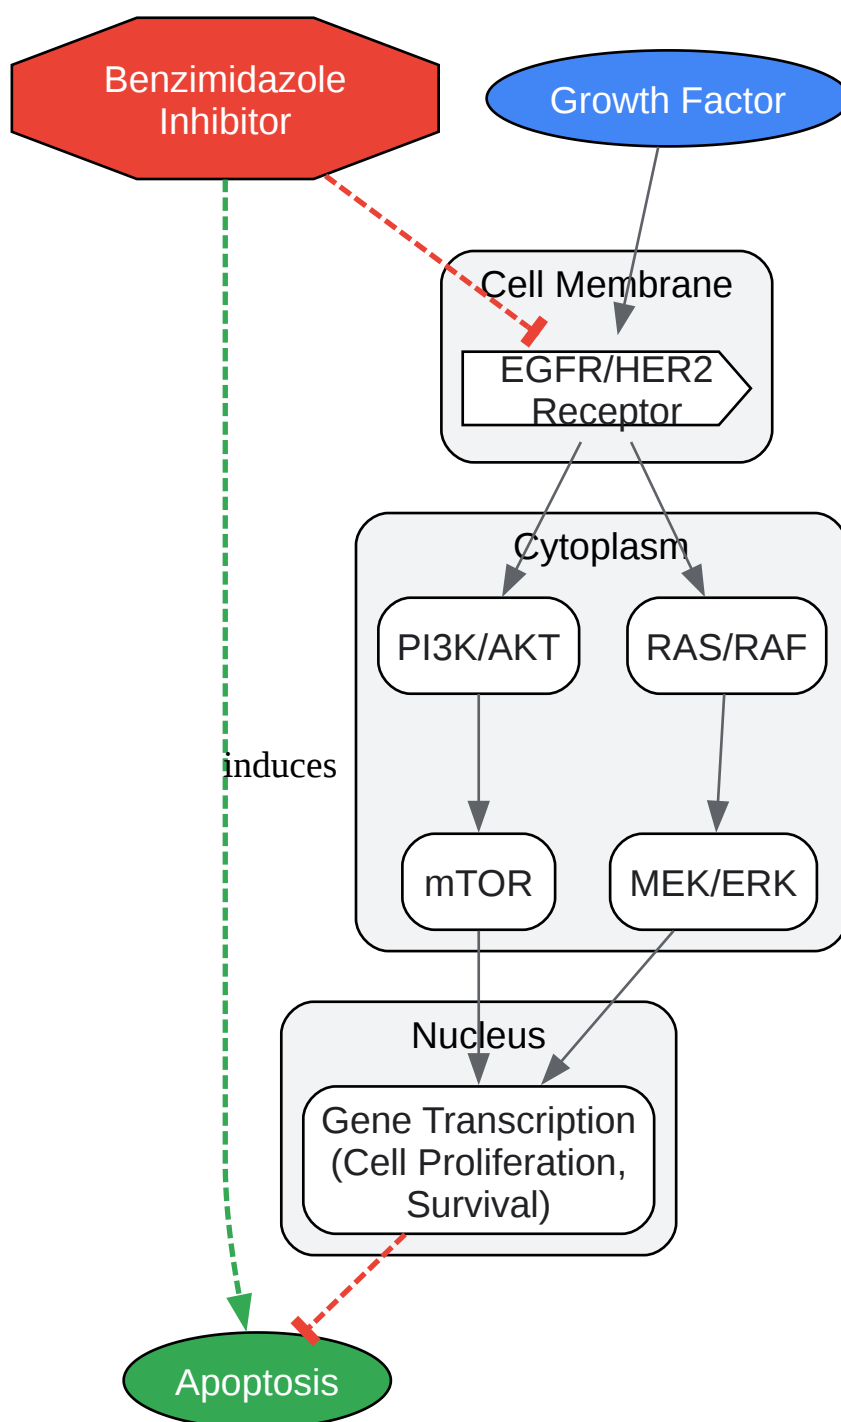 Benzimidazole
Inhibitor
Growth Factor
Cell Membrane
EGFR/HER2
Receptor
Cytoplasm
PI3K/AKT
RAS/RAF
induces
mTOR
MEK/ERK
Nucleus
Gene Transcription
(Cell Proliferation,
Survival)
Apoptosis